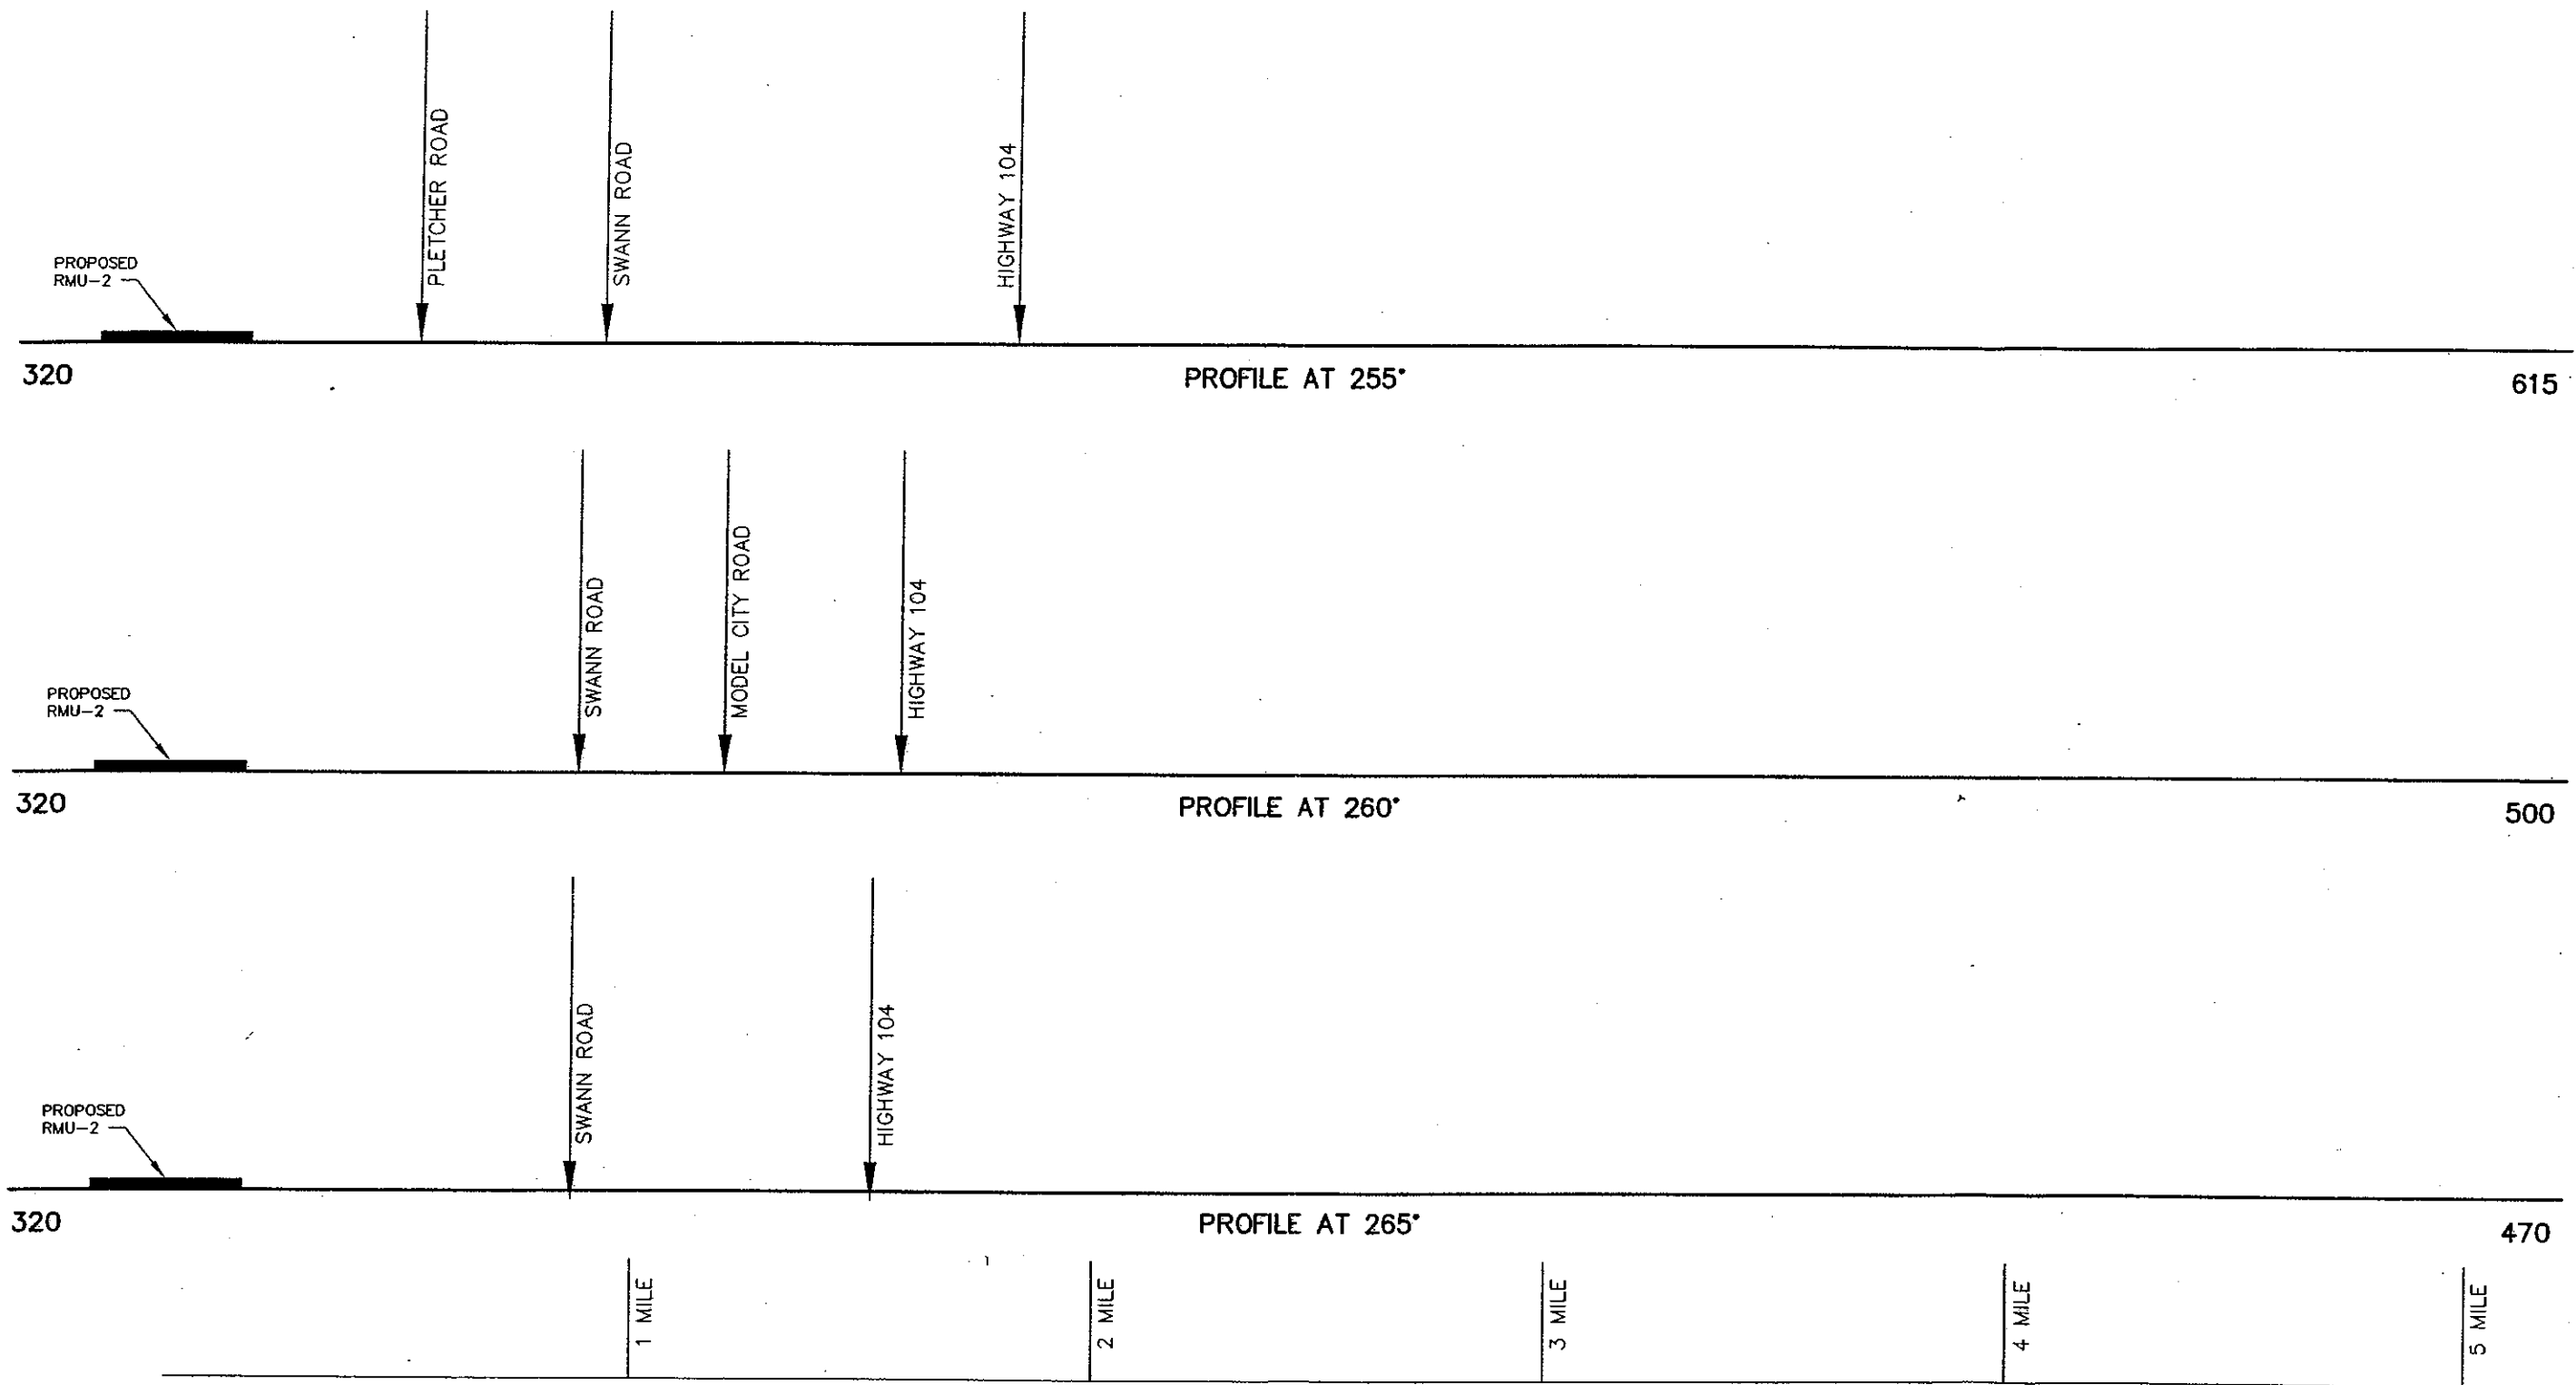 PLETCHER ROAD
SWANN ROAD
HIGHWAY 104
PROPOSED
RMU-2
320
PROFILE AT 255°
615
SWANN ROAD
MODEL CITY ROAD
HIGHWAY 104
PROPOSED
RMU-2
320
PROFILE AT 260°
500
SWANN ROAD
HIGHWAY 104
PROPOSED
RMU-2
320
PROFILE AT 265°
470
1 MILE
2 MILE
3 MILE
4 MILE
5 MILE